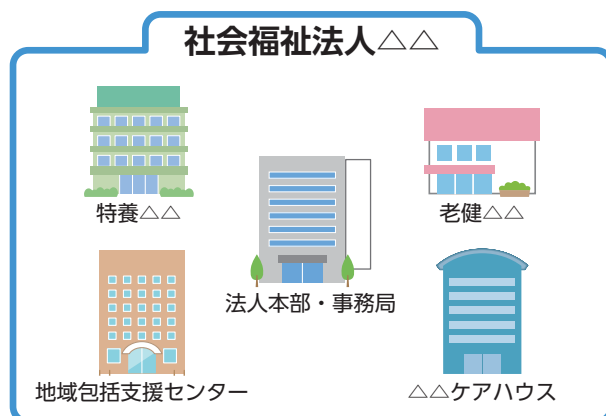 社会福祉法人△△
特養△△
老健△△
法人本部・事務局
地域包括支援センター
△△ケアハウス